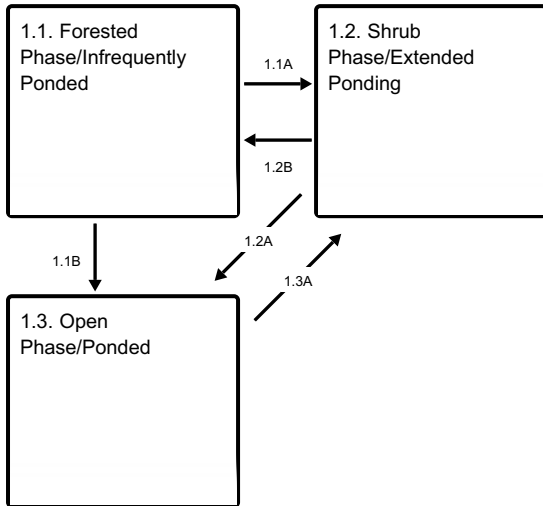 1.1. Forested
Phase/Infrequently
Ponded
1.1A
1.2. Shrub
Phase/Extended
Ponding
1.2B
1.1B
1.2A
1.3A
1.3. Open
Phase/Ponded